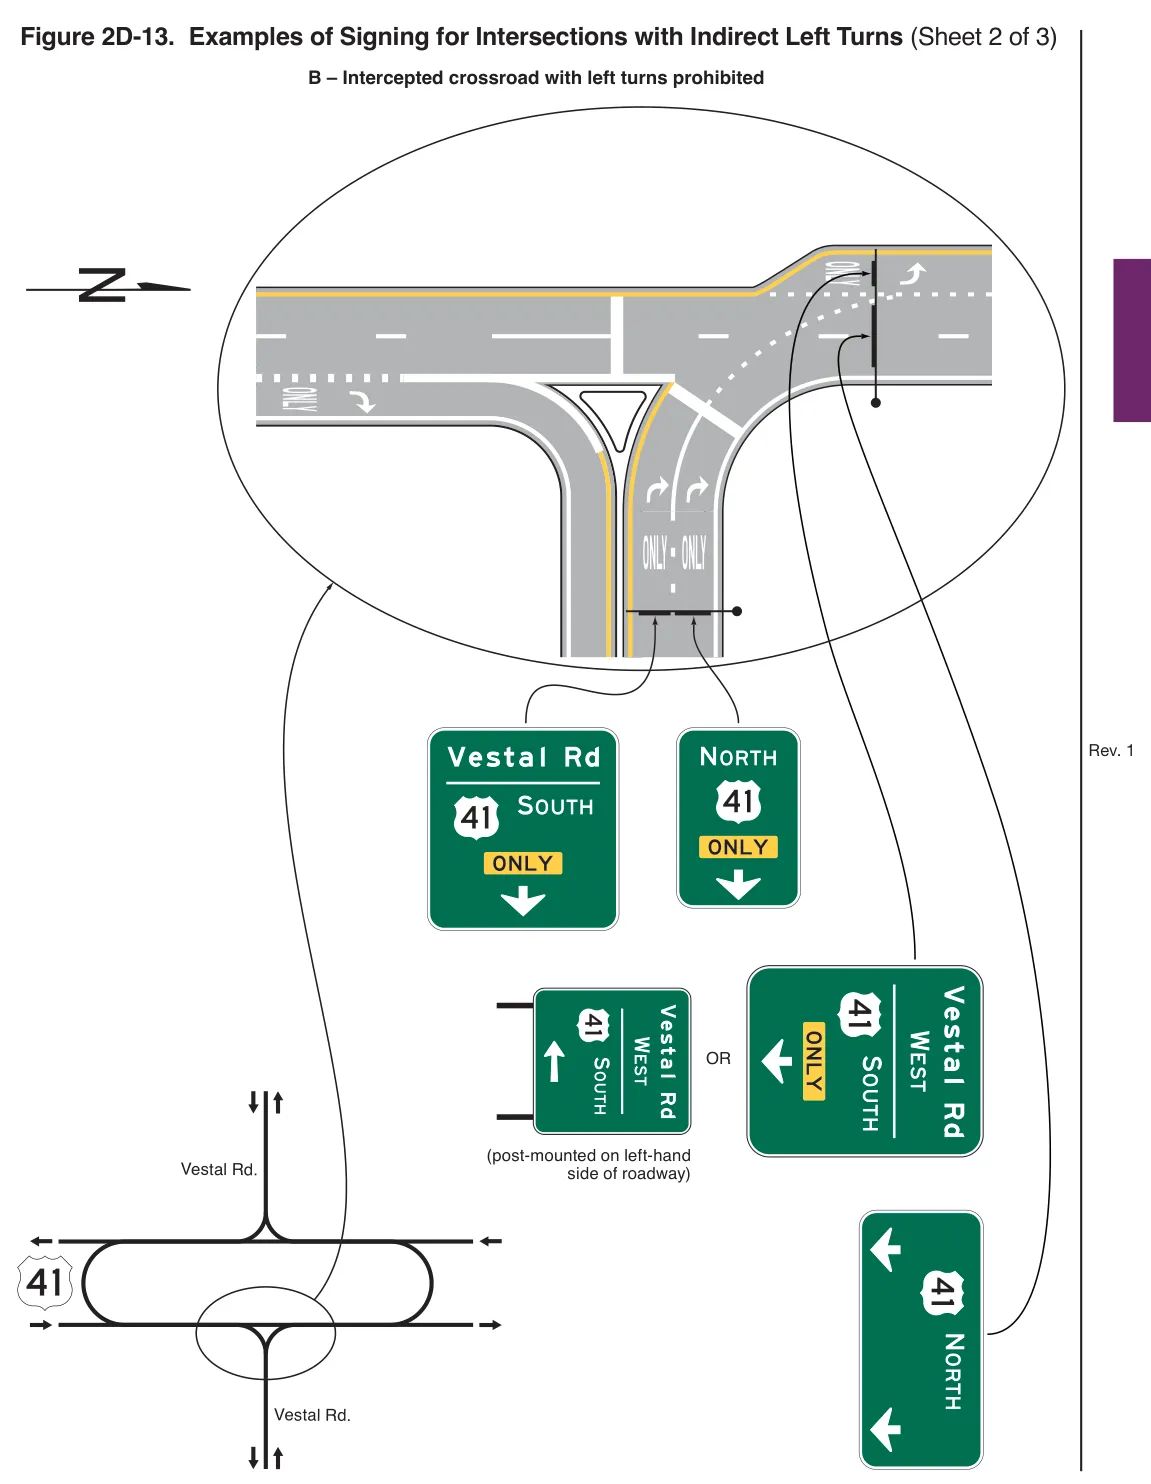 Figure 2D-13. Examples of Signing for Intersections with Indirect Left Turns (Sheet 2 of 3)
B – Intercepted crossroad with left turns prohibited
N
ONLY
ONLY
ONLY ONLY
Rev. 1
Vestal Rd
41 SOUTH
ONLY
NORTH
41
ONLY
Vestal Rd
WEST
41 SOUTH
OR
Vestal Rd
WEST
41 SOUTH
ONLY
(post-mounted on left-hand
side of roadway)
Vestal Rd.
41
Vestal Rd.
41 NORTH